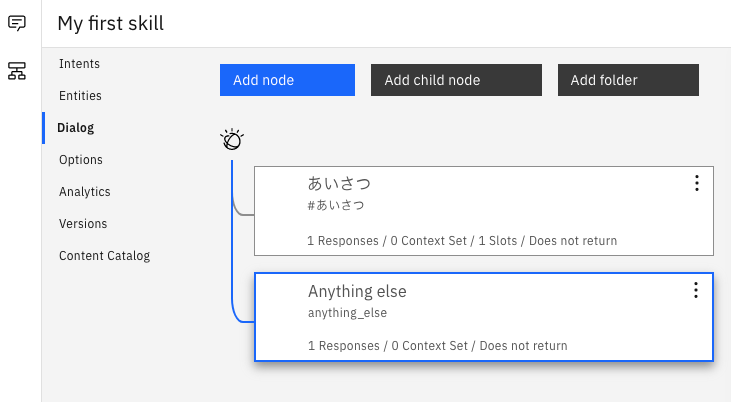 My first skill
Intents
Entities
Dialog
Options
Analytics
Versions
Content Catalog
Add node
Add child node
Add folder
あいさつ
#あいさつ
1 Responses / 0 Context Set / 1 Slots / Does not return
Anything else
anything_else
1 Responses / 0 Context Set / Does not return